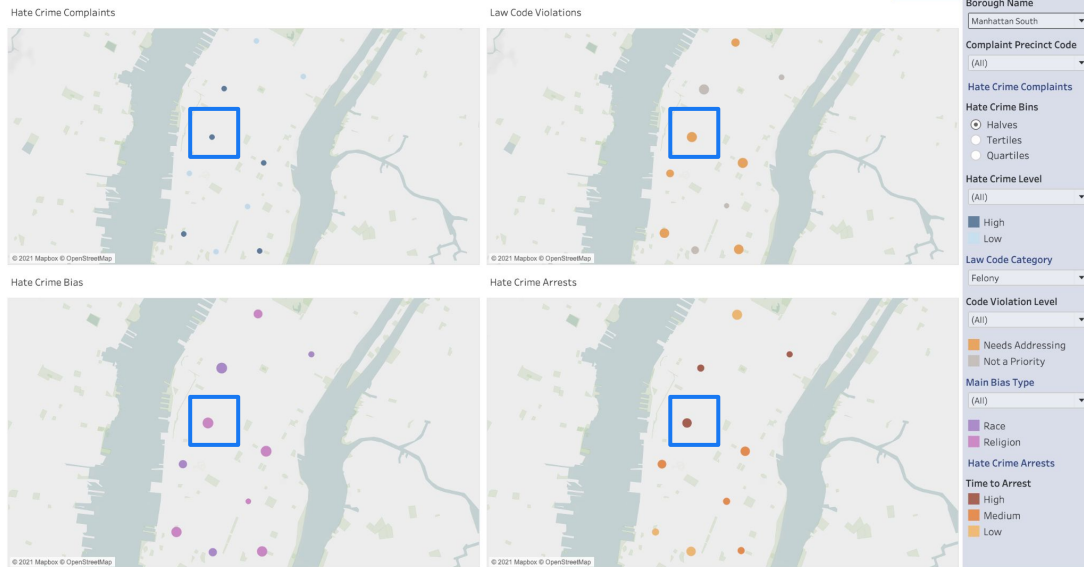 Hate Crime Complaints
Law Code Violations
© 2021 Mapbox © OpenStreetMap
© 2021 Mapbox © OpenStreetMap
Hate Crime Bias
Hate Crime Arrests
© 2021 Mapbox © OpenStreetMap
© 2021 Mapbox © OpenStreetMap
Borough Name
Manhattan South
Complaint Precinct Code
(All)
Hate Crime Complaints
Hate Crime Bins
Halves
Tertiles
Quartiles
Hate Crime Level
(All)
High
Low
Law Code Category
Felony
Code Violation Level
(All)
Needs Addressing
Not a Priority
Main Bias Type
(All)
Race
Religion
Hate Crime Arrests
Time to Arrest
High
Medium
Low